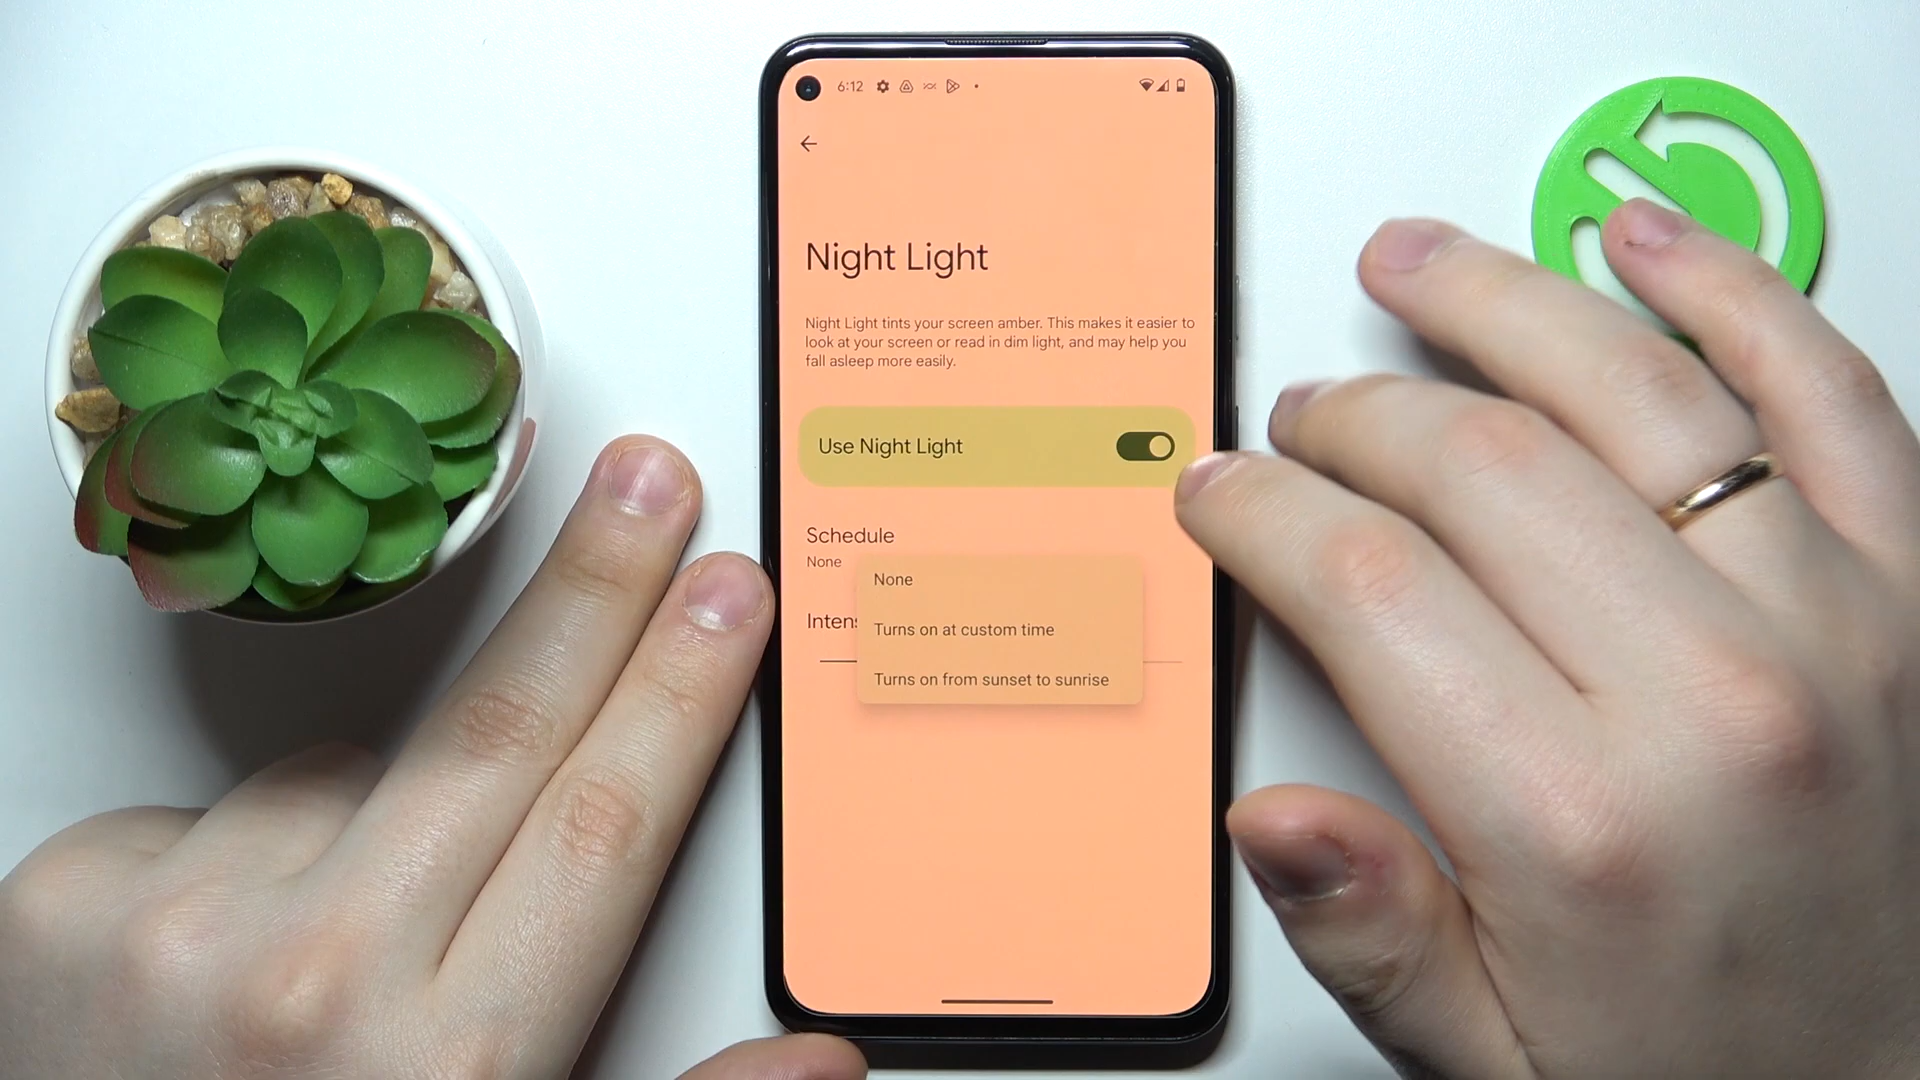 6:12
Night Light
Night Light tints your screen amber. This makes it easier to
look at your screen or read in dim light, and may help you
fall asleep more easily.
Use Night Light
Schedule
None
None
Turns on at custom time
Turns on from sunset to sunrise